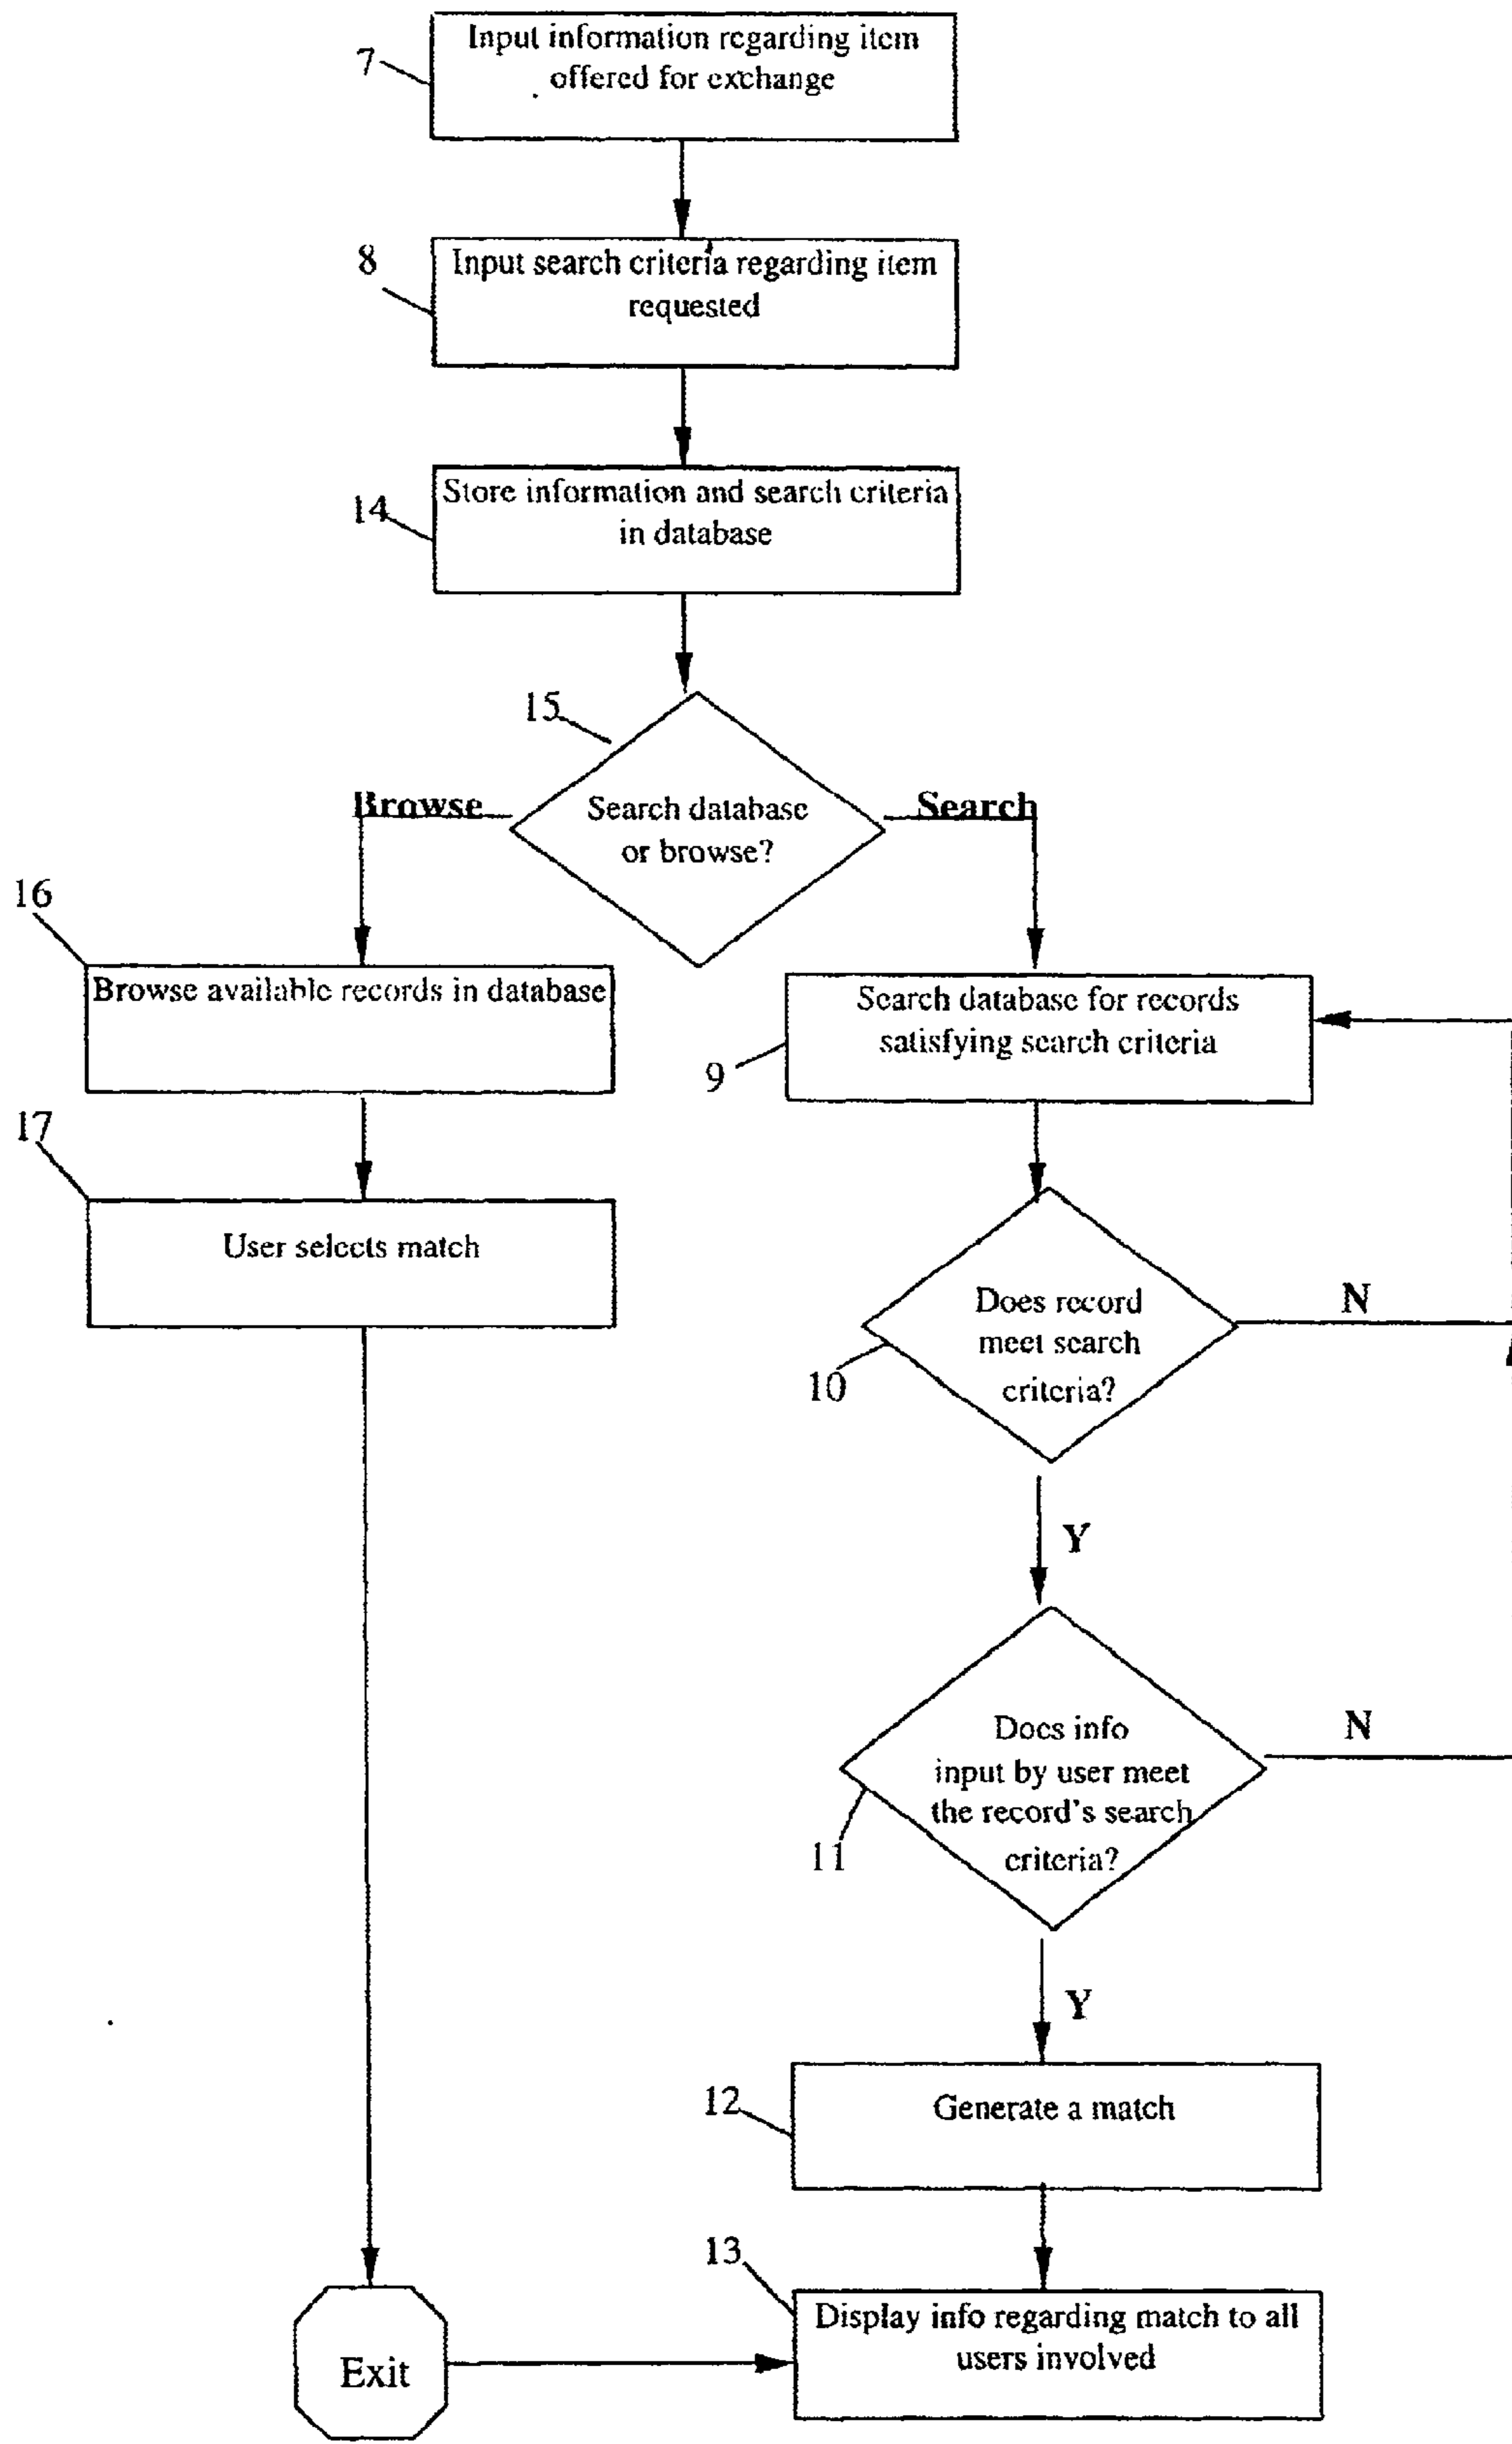 Input information regarding item
offered for exchange
7
8
Input search criteria regarding item
requested
14
Store information and search criteria
in database
15
Browse
Search database
or browse?
Search
16
Browse available records in database
Search database for records
satisfying search criteria
9
17
User selects match
Does record
meet search
criteria?
N
10
Y
Does info
input by user meet
the record's search
criteria?
N
11
Y
12
Generate a match
13
Display info regarding match to all
users involved
Exit